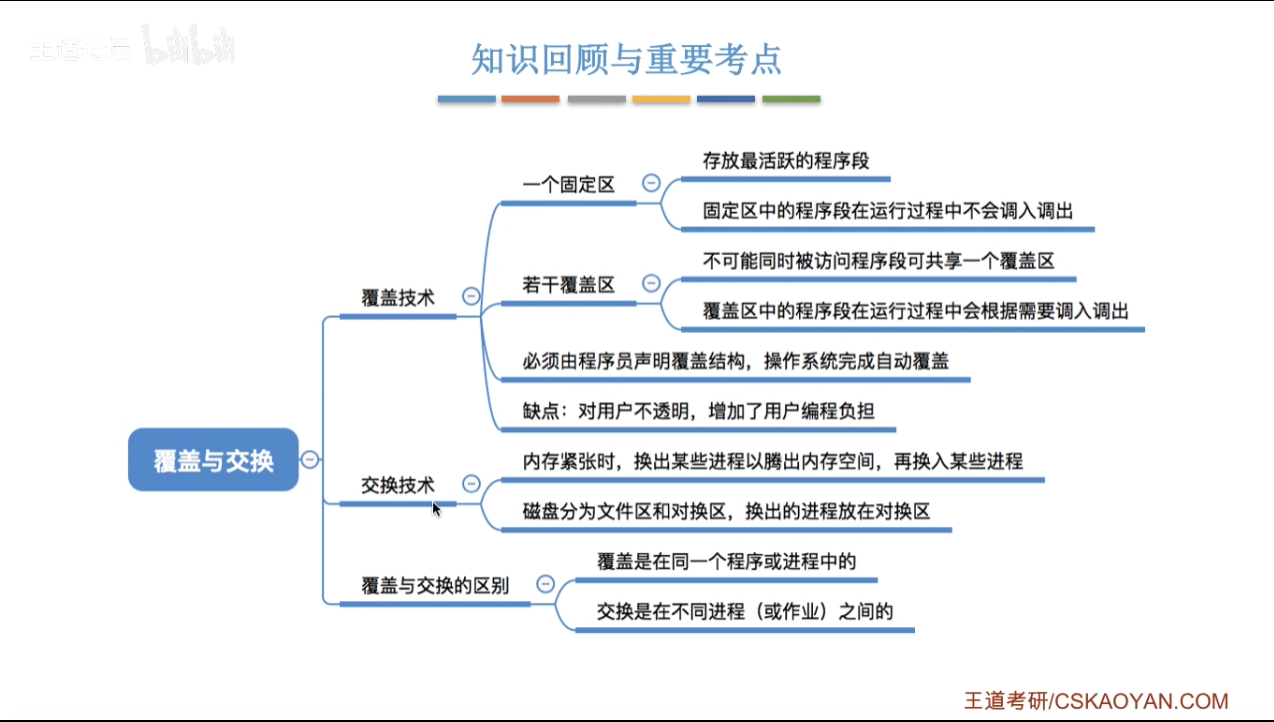 王道论坛 bilibili
知识回顾与重要考点
存放最活跃的程序段
一个固定区
固定区中的程序段在运行过程中不会调入调出
不可能同时被访问程序段可共享一个覆盖区
若干覆盖区
覆盖技术
覆盖区中的程序段在运行过程中会根据需要调入调出
必须由程序员声明覆盖结构，操作系统完成自动覆盖
缺点：对用户不透明，增加了用户编程负担
覆盖与交换
内存紧张时，换出某些进程以腾出内存空间，再换入某些进程
交换技术
磁盘分为文件区和对换区，换出的进程放在对换区
覆盖是在同一个程序或进程中的
覆盖与交换的区别
交换是在不同进程（或作业）之间的
王道考研/CSKAOYAN.COM